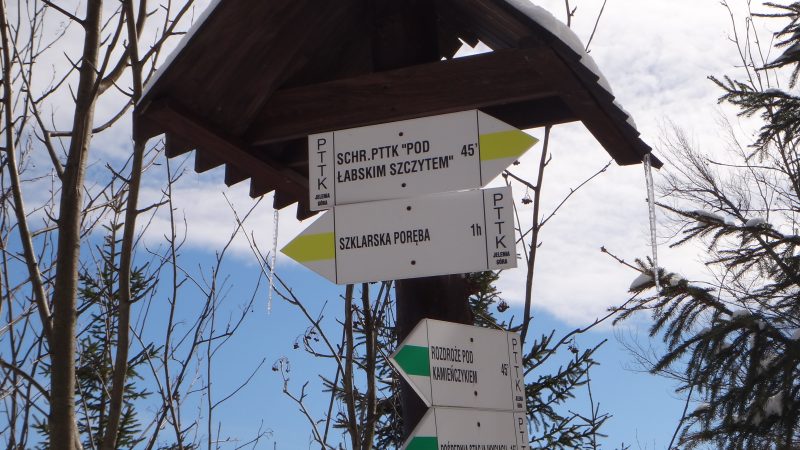 PTTK
JELENIA
GÓRA
SCHR.PTTK "POD
ŁABSKIM SZCZYTEM" 45'
SZKLARSKA PORĘBA 1h
PTTK
JELENIA
GÓRA
ROZDROŻE POD
KAMIEŃCZYKIEM 45'
PTTK